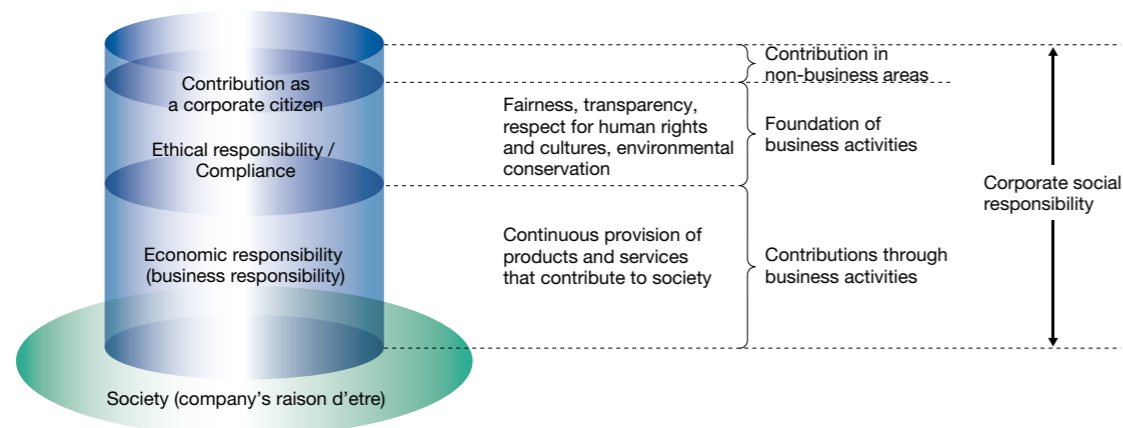 Contribution as
a corporate citizen
Ethical responsibility /
Compliance
Economic responsibility
(business responsibility)
Society (company’s raison d’etre)
Fairness, transparency,
respect for human rights
and cultures, environmental
conservation
Continuous provision of
products and services
that contribute to society
Contribution in
non-business areas
Foundation of
business activities
Contributions through
business activities
Corporate social
responsibility